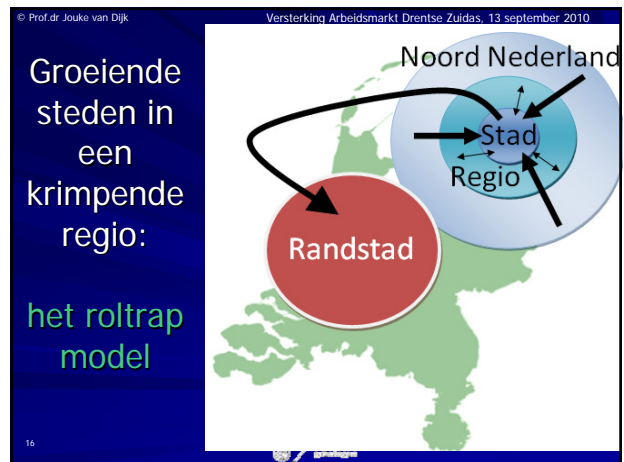 © Prof.dr Jouke van Dijk
Versterking Arbeidsmarkt Drentse Zuidas, 13 september 2010
Groeiende
steden in
een
krimpende
regio:
het roltrap
model
Noord Nederland
Stad
Regio
Randstad
16